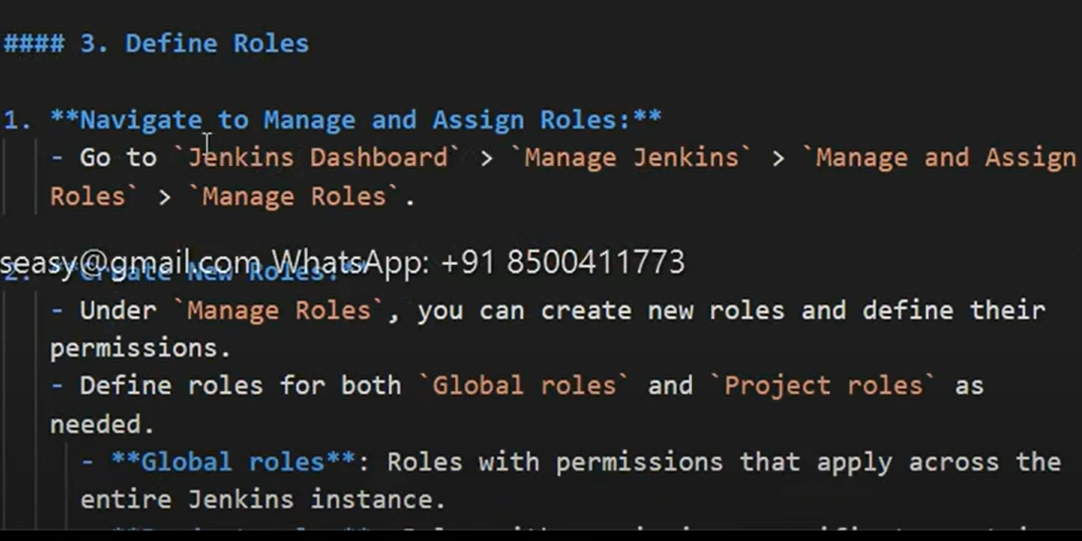 #### 3. Define Roles
1. **Navigate to Manage and Assign Roles:**
- Go to `Jenkins Dashboard` > `Manage Jenkins` > `Manage and Assign
Roles` > `Manage Roles`.
seasy@gmail.com WhatsApp: +91 8500411773
2. **Create New Roles:**
- Under `Manage Roles`, you can create new roles and define their
permissions.
- Define roles for both `Global roles` and `Project roles` as
needed.
- **Global roles**: Roles with permissions that apply across the
entire Jenkins instance.